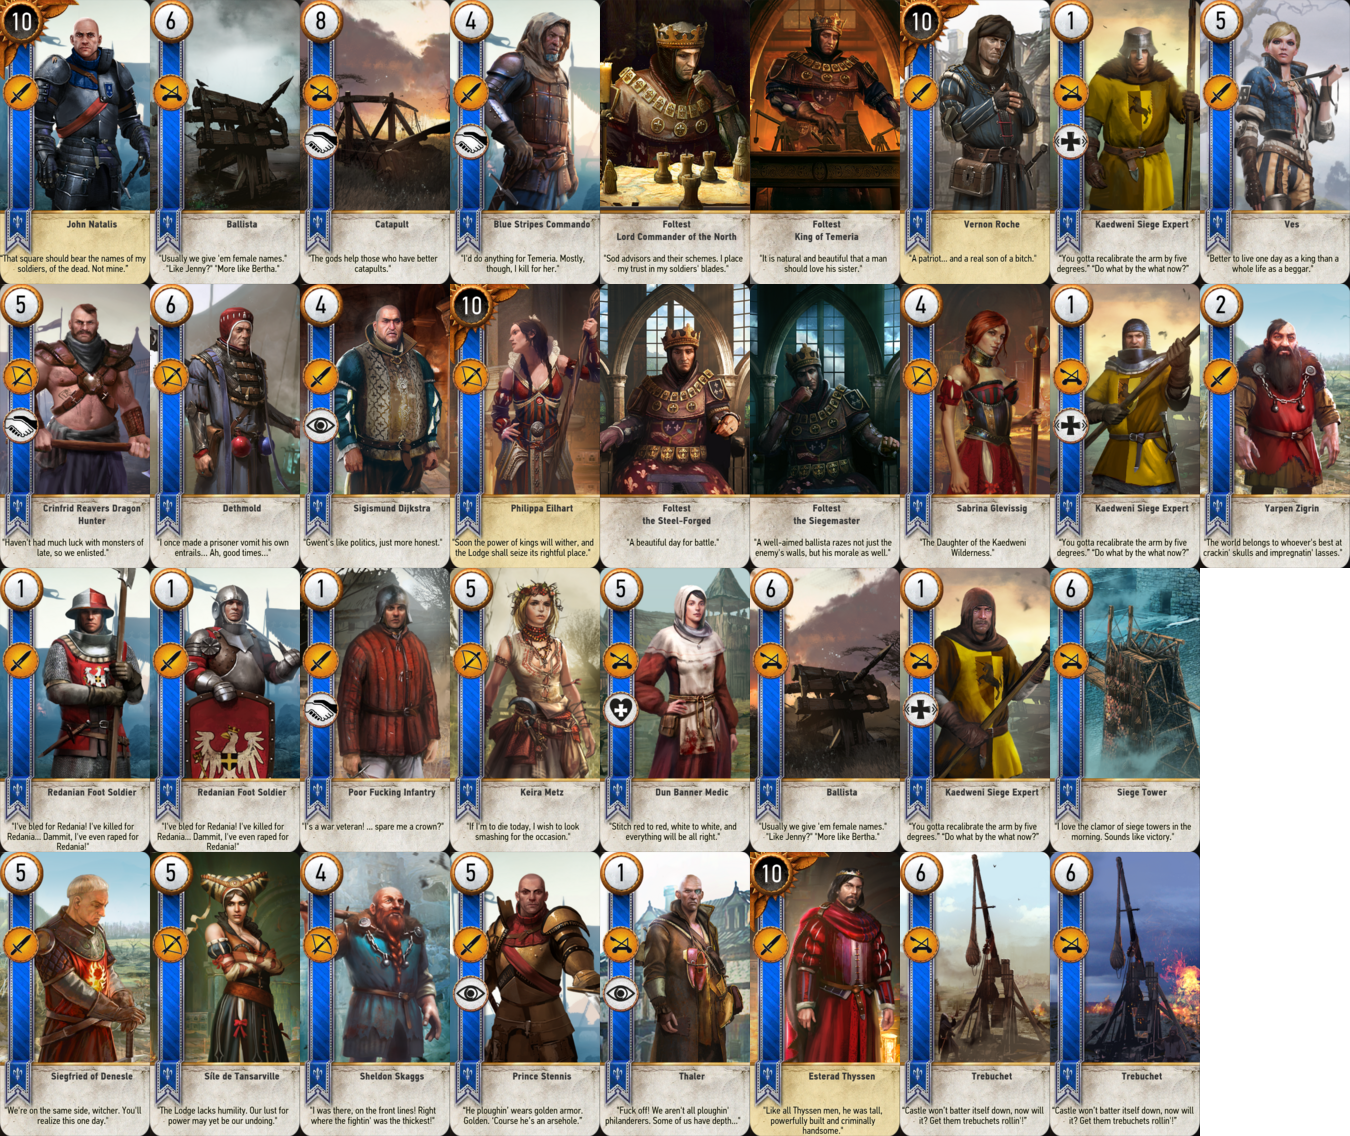 10
John Natalis
"That square should bear the names of my
soldiers, of the dead. Not mine."
6
Ballista
"Usually we give 'em female names."
"Like Jenny?" "More like Bertha."
8
Catapult
"The gods help those who have better
catapults."
4
Blue Stripes Commando
"I'd do anything for Temeria. Mostly,
though, I kill for her."
Foltest
Lord Commander of the North
"Sod advisors and their schemes. I place
my trust in my soldiers' blades."
Foltest
King of Temeria
"It is natural and beautiful that a man
should love his sister."
10
Vernon Roche
"A patriot... and a real son of a bitch."
1
Kaedweni Siege Expert
"You gotta recalibrate the arm by five
degrees." "Do what by the what now?"
5
Ves
"Better to live one day as a king than a
whole life as a beggar."
5
Crinfrid Reavers Dragon
Hunter
"Haven't had much luck with monsters of
late, so we enlisted."
6
Dethmold
"I once made a prisoner vomit his own
entrails... Ah, good times..."
4
Sigismund Dijkstra
"Gwent's like politics, just more honest."
10
Philippa Eilhart
"Soon the power of kings will wither, and
the Lodge shall seize its rightful place."
Foltest
the Steel-Forged
"A beautiful day for battle."
Foltest
the Siegemaster
"A well-aimed ballista razes not just the
enemy's walls, but his morale as well."
4
Sabrina Glevissig
"The Daughter of the Kaedweni
Wilderness."
1
Kaedweni Siege Expert
"You gotta recalibrate the arm by five
degrees." "Do what by the what now?"
2
Yarpen Zigrin
"The world belongs to whoever's best at
crackin' skulls and impregnatin' lasses."
1
Redanian Foot Soldier
"I've bled for Redania! I've killed for
Redania... Dammit, I've even raped for
Redania!"
1
Redanian Foot Soldier
"I've bled for Redania! I've killed for
Redania... Dammit, I've even raped for
Redania!"
1
Poor Fucking Infantry
"I's a war veteran! ... spare me a crown?"
5
Keira Metz
"If I'm to die today, I wish to look
smashing for the occasion."
5
Dun Banner Medic
"Stitch red to red, white to white, and
everything will be all right."
6
Ballista
"Usually we give 'em female names."
"Like Jenny?" "More like Bertha."
1
Kaedweni Siege Expert
"You gotta recalibrate the arm by five
degrees." "Do what by the what now?"
6
Siege Tower
"I love the clamor of siege towers in the
morning. Sounds like victory."
5
Siegfried of Denesle
"We're on the same side, witcher. You'll
realize this one day."
5
Síle de Tansarville
"The Lodge lacks humility. Our lust for
power may yet be our undoing."
4
Sheldon Skaggs
"I was there, on the front lines! Right
where the fightin' was the thickest!"
5
Prince Stennis
"He ploughin' wears golden armor.
Golden. 'Course he's an arsehole."
1
Thaler
"Fuck off! We aren't all ploughin'
philanderers. Some of us have depth..."
10
Esterad Thyssen
"Like all Thyssen men, he was tall,
powerfully built and criminally
handsome."
6
Trebuchet
"Castle won't batter itself down, now will
it? Get them trebuchets rollin'!"
6
Trebuchet
"Castle won't batter itself down, now will
it? Get them trebuchets rollin'!"